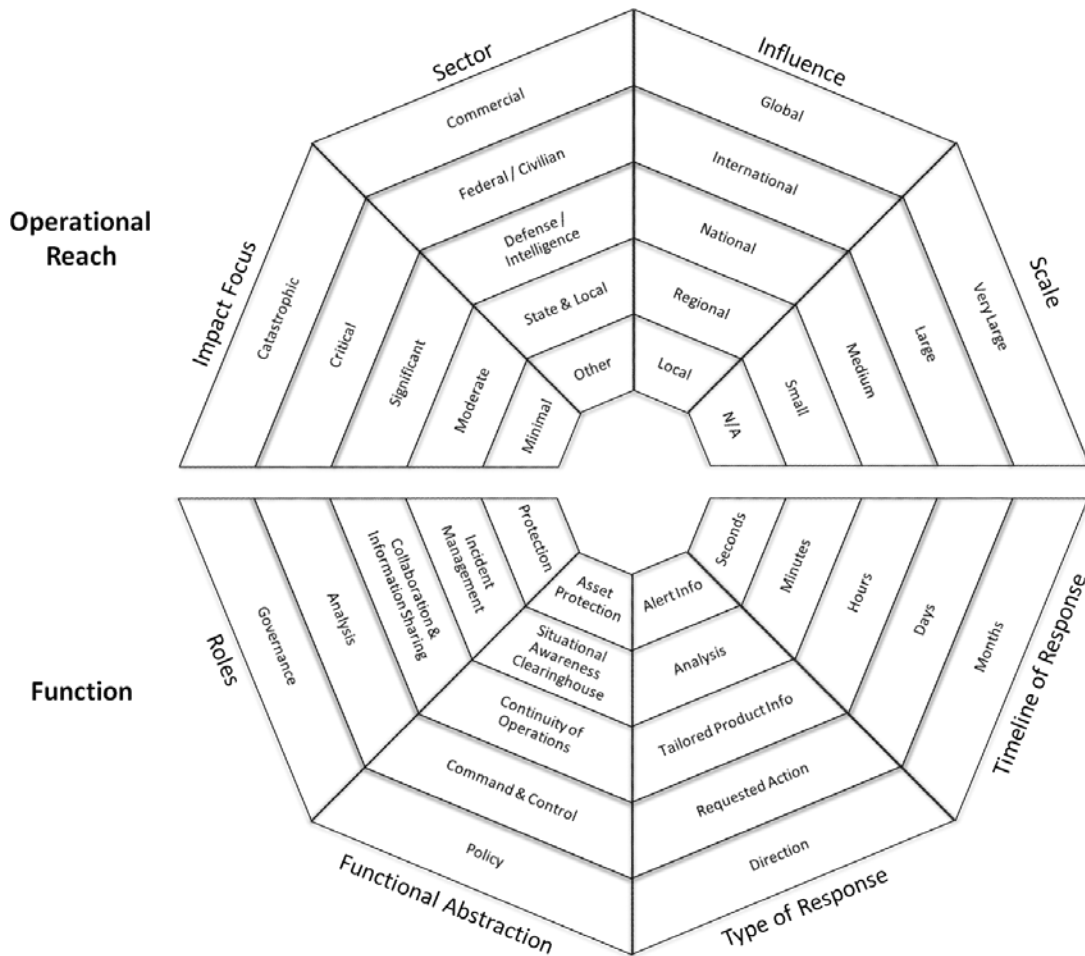 Operational
Reach
Sector
Commercial
Federal / Civilian
Defense /
Intelligence
State & Local
Other
Influence
Global
International
National
Regional
Local
Impact Focus
Catastrophic
Critical
Significant
Moderate
Minimal
Scale
Very Large
Large
Medium
Small
N/A
Function
Roles
Governance
Analysis
Collaboration &
Information Sharing
Incident
Management
Protection
Functional Abstraction
Asset
Protection
Situational
Awareness
Clearinghouse
Continuity of
Operations
Command & Control
Policy
Type of Response
Alert Info
Analysis
Tailored Product Info
Requested Action
Direction
Timeline of Response
Seconds
Minutes
Hours
Days
Months